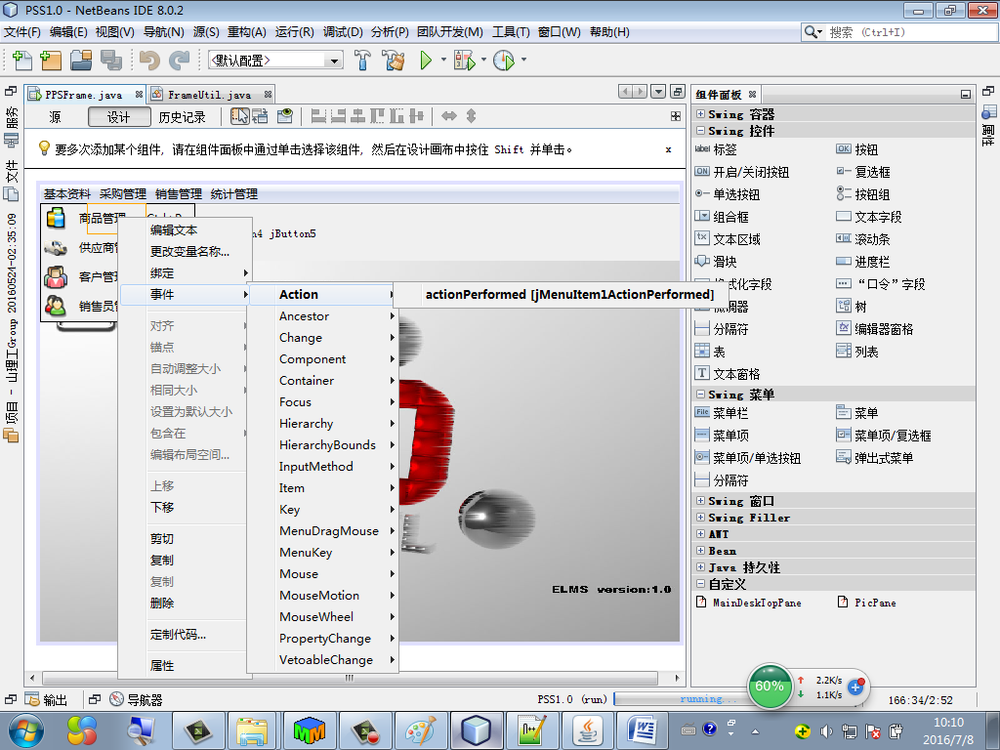 PSS1.0 - NetBeans IDE 8.0.2
文件(F) 编辑(E) 视图(V) 导航(N) 源(S) 重构(A) 运行(R) 调试(D) 分析(P) 团队开发(M) 工具(T) 窗口(W) 帮助(H)
搜索 (Ctrl+I)
<默认配置>
PPSFrame.java
FrameUtil.java
组件面板
源 设计 历史记录
要多次添加某个组件, 请在组件面板中通过单击选择该组件, 然后在设计画布中按住 Shift 并单击。
x
服务
文件
项目 - 山理工Group 20160524-02:35:09
属性
基本资料 采购管理 销售管理 统计管理
商品管理
客户管理
n4 jButton5
编辑文本
更改变量名称...
绑定
事件
对齐
锚点
自动调整大小
相同大小
设置为默认大小
包含在
编辑布局空间...
上移
下移
剪切
复制
复制
删除
定制代码...
属性
Action
Ancestor
Change
Component
Container
Focus
Hierarchy
HierarchyBounds
InputMethod
Item
Key
MenuDragMouse
MenuKey
Mouse
MouseMotion
MouseWheel
PropertyChange
VetoableChange
actionPerformed [jMenuItem1ActionPerformed]
ELMS version:1.0
Swing 容器
Swing 控件
label 标签
OK 按钮
ON 开启/关闭按钮
复选框
单选按钮
按钮组
组合框
文本字段
文本区域
滚动条
滑块
进度栏
式化字段
“口令”字段
树
分隔符
编辑器窗格
表
列表
T 文本窗格
Swing 菜单
File 菜单栏
菜单
菜单项
菜单项/复选框
菜单项/单选按钮
弹出式菜单
分隔符
Swing 窗口
Swing Filler
AWT
Bean
Java 持久性
自定义
MainDeskTopPane
PicPane
输出
导航器
PSS1.0 (run)
running...
60%
2.2K/s
1.1K/s
166:34/2:52
10:10
2016/7/8